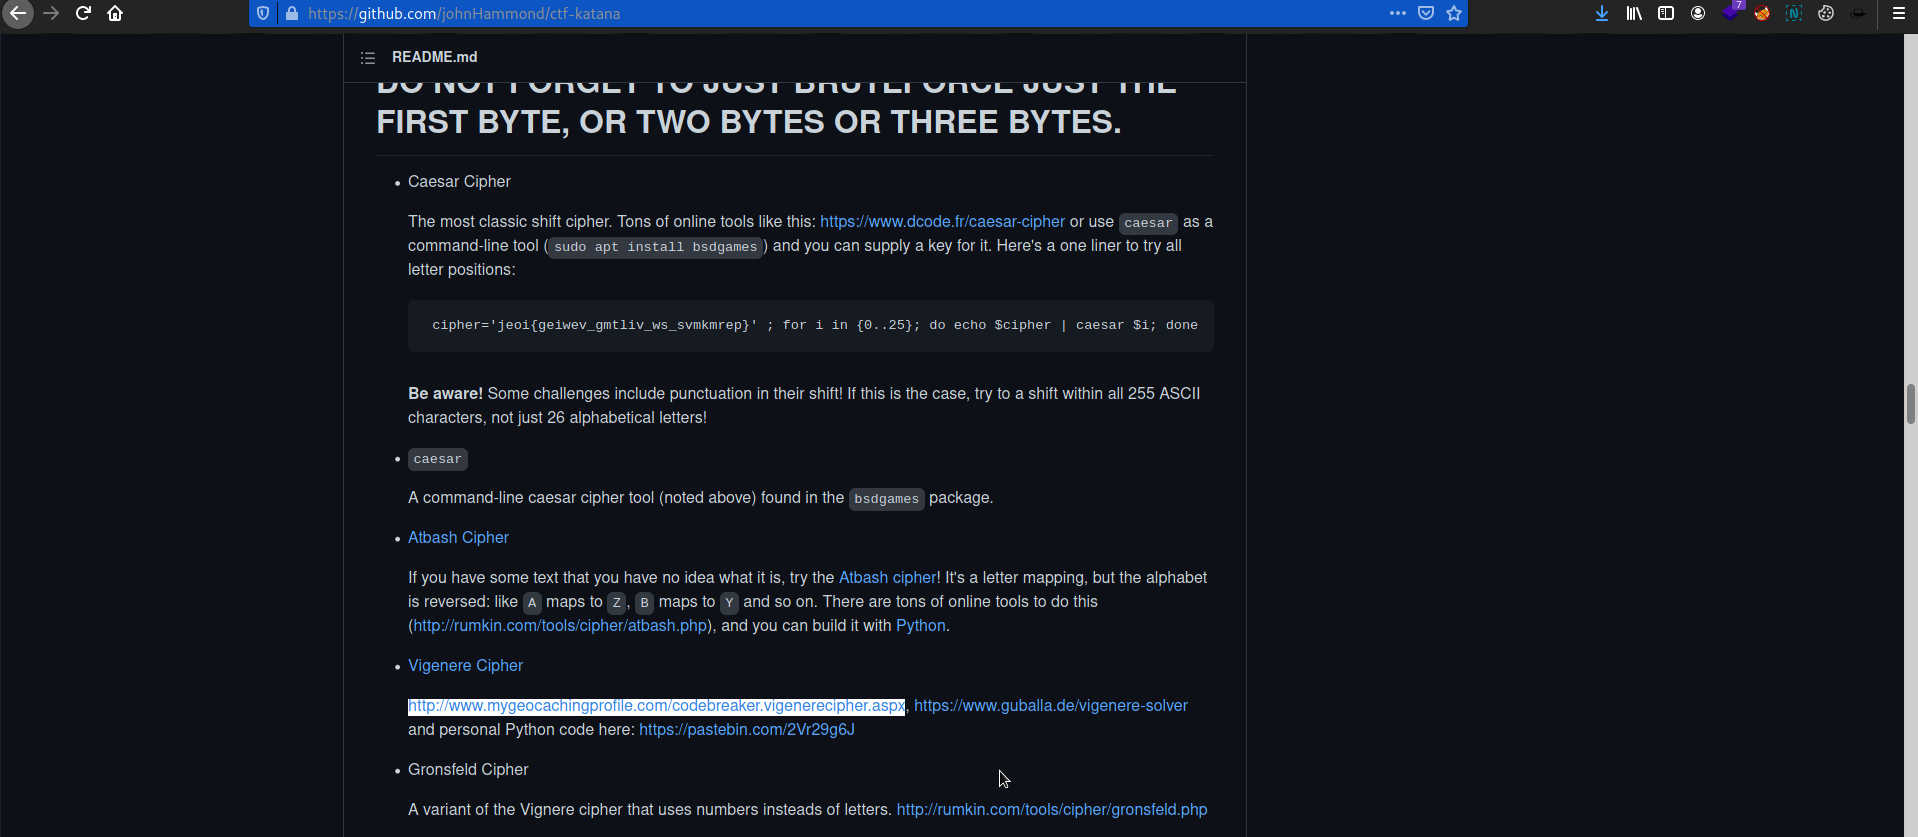 https://github.com/johnHammond/ctf-katana
7
README.md
DO NOT FORGET TO JUST BRUTEFORCE JUST THE
FIRST BYTE, OR TWO BYTES OR THREE BYTES.
Caesar Cipher
The most classic shift cipher. Tons of online tools like this: https://www.dcode.fr/caesar-cipher or use caesar as a
command-line tool (sudo apt install bsdgames) and you can supply a key for it. Here's a one liner to try all
letter positions:
cipher='jeoi{geiwev_gmtliv_ws_svmkmrep}' ; for i in {0..25}; do echo $cipher | caesar $i; done
Be aware! Some challenges include punctuation in their shift! If this is the case, try to a shift within all 255 ASCII
characters, not just 26 alphabetical letters!
caesar
A command-line caesar cipher tool (noted above) found in the bsdgames package.
Atbash Cipher
If you have some text that you have no idea what it is, try the Atbash cipher! It's a letter mapping, but the alphabet
is reversed: like A maps to Z, B maps to Y and so on. There are tons of online tools to do this
(http://rumkin.com/tools/cipher/atbash.php), and you can build it with Python.
Vigenere Cipher
http://www.mygeocachingprofile.com/codebreaker.vigenerecipher.aspx, https://www.guballa.de/vigenere-solver
and personal Python code here: https://pastebin.com/2Vr29g6J
Gronsfeld Cipher
A variant of the Vignere cipher that uses numbers insteads of letters. http://rumkin.com/tools/cipher/gronsfeld.php